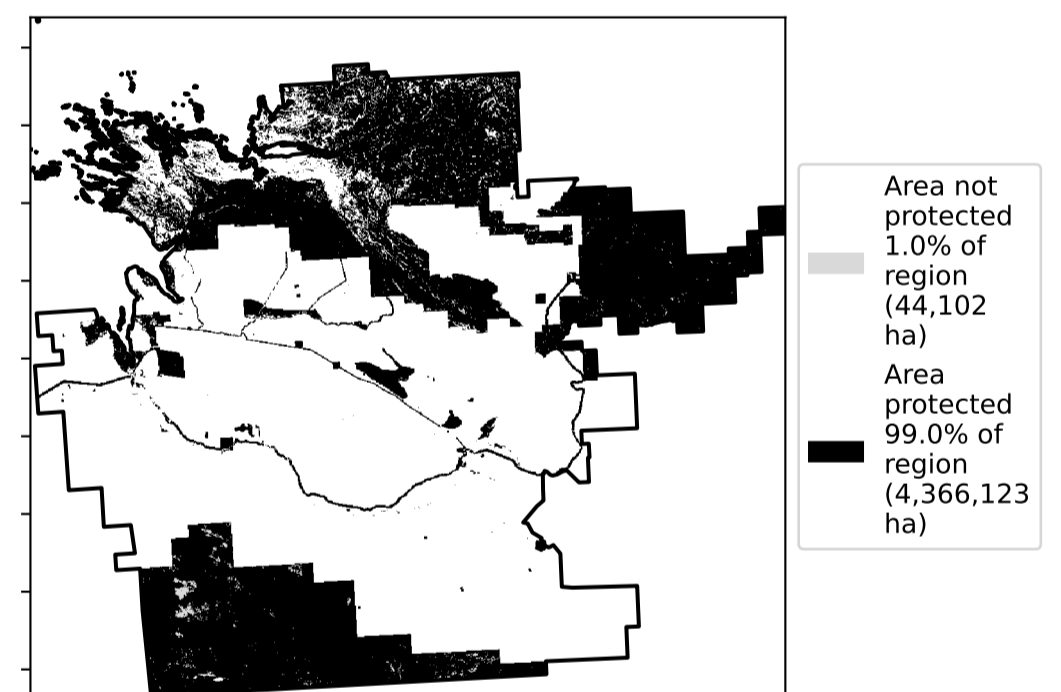 Area not
protected
1.0% of
region
(44,102
ha)
Area
protected
99.0% of
region
(4,366,123
ha)